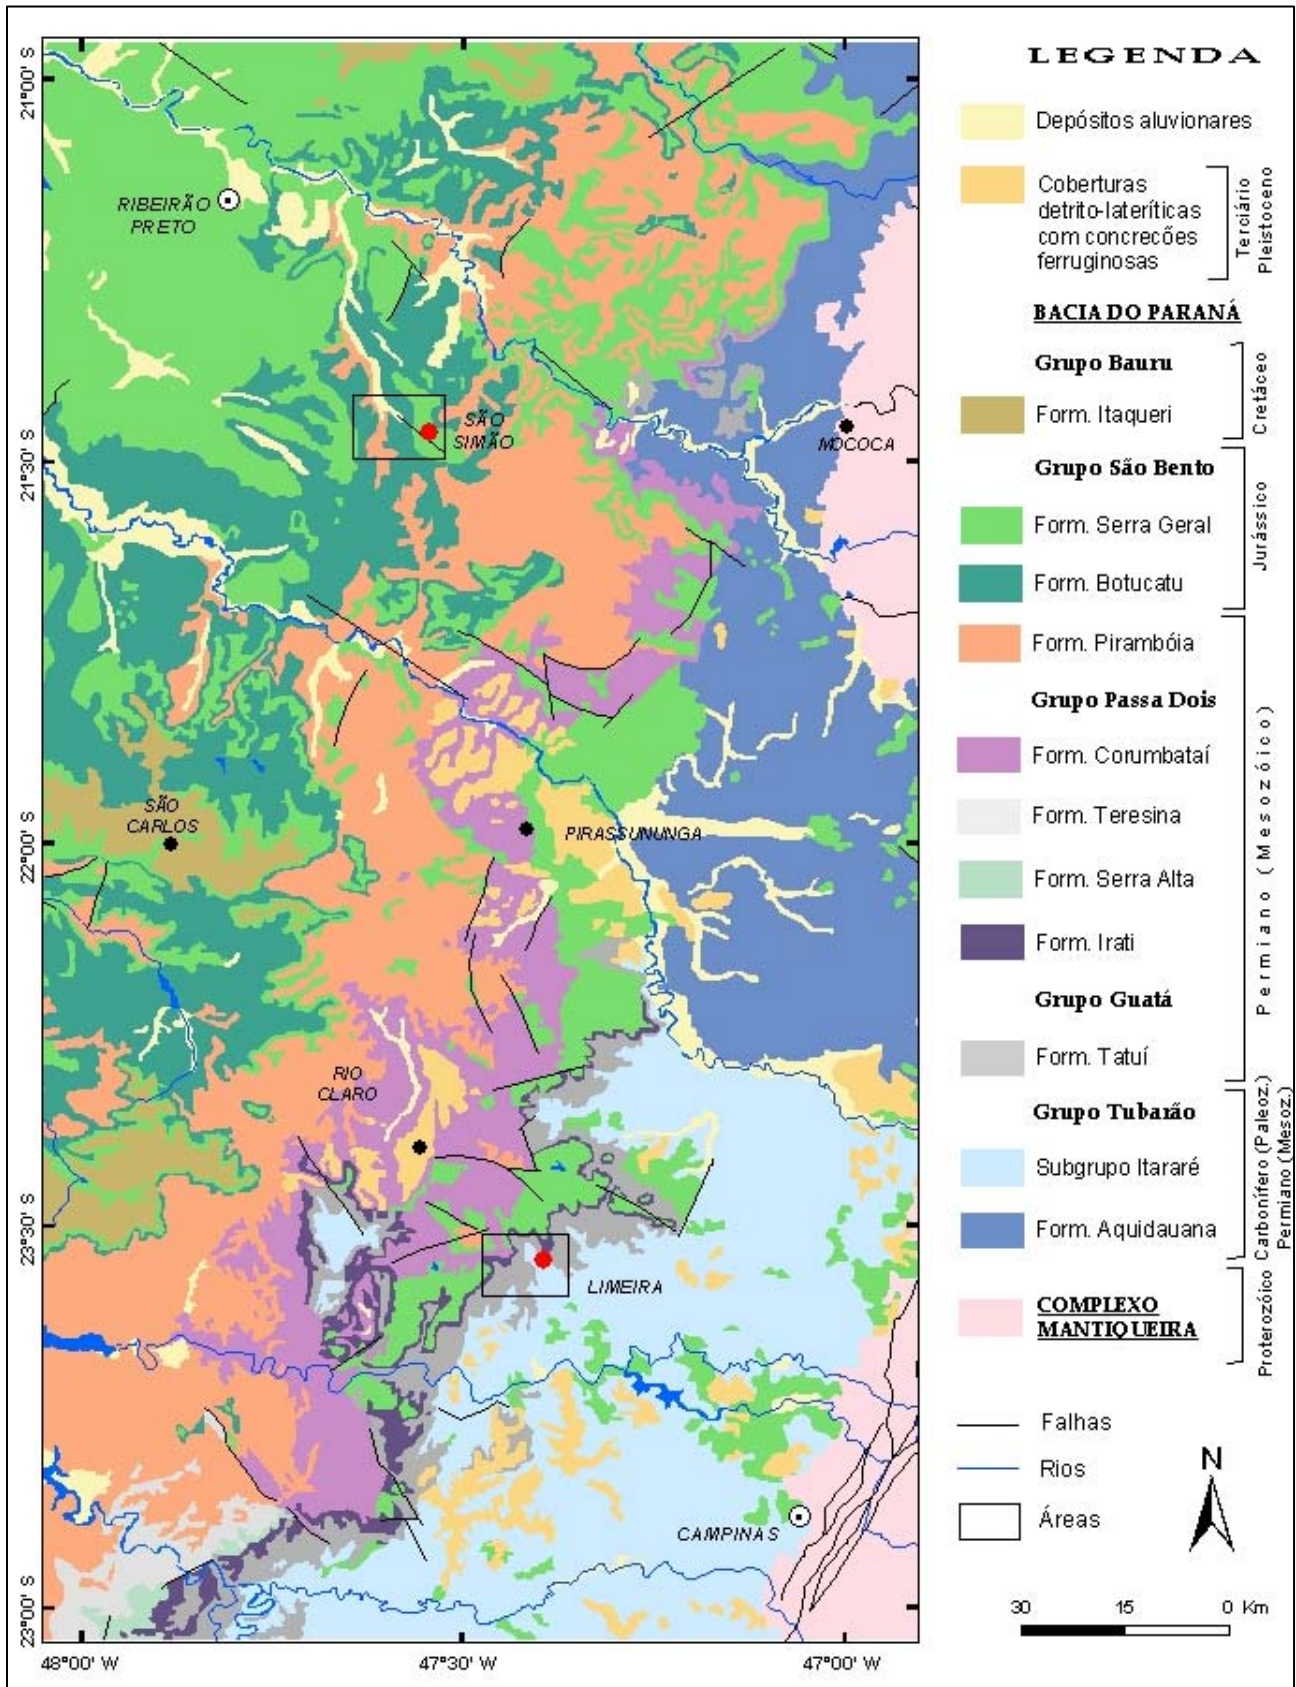 21°00' S
21°30' S
22°00' S
23°30' S
23°00' S
48°00' W
47°30' W
47°00' W
RIBEIRÃO
PRETO
SÃO
SIMÃO
MOCOCA
SÃO
CARLOS
PIRASSUNUNGA
RIO
CLARO
LIMEIRA
CAMPINAS
LEGENDA
Depósitos aluvionares
Coberturas
detrito-lateríticas
com concrecões
ferruginosas
Terciário
Pleistoceno
BACIA DO PARANÁ
Grupo Bauru
Form. Itaqueri
Cretáceo
Grupo São Bento
Form. Serra Geral
Form. Botucatu
Jurássico
Form. Pirambóia
Grupo Passa Dois
Form. Corumbataí
Form. Teresina
Form. Serra Alta
Form. Irati
Grupo Guatá
Form. Tatuí
Permiano (Mesozóico)
Grupo Tubarão
Subgrupo Itararé
Form. Aquidauana
Carbonífero (Paleoz.)
Permiano (Mesoz.)
COMPLEXO
MANTIQUEIRA
Proterozóico
Falhas
Rios
Áreas
N
30 15 0 Km